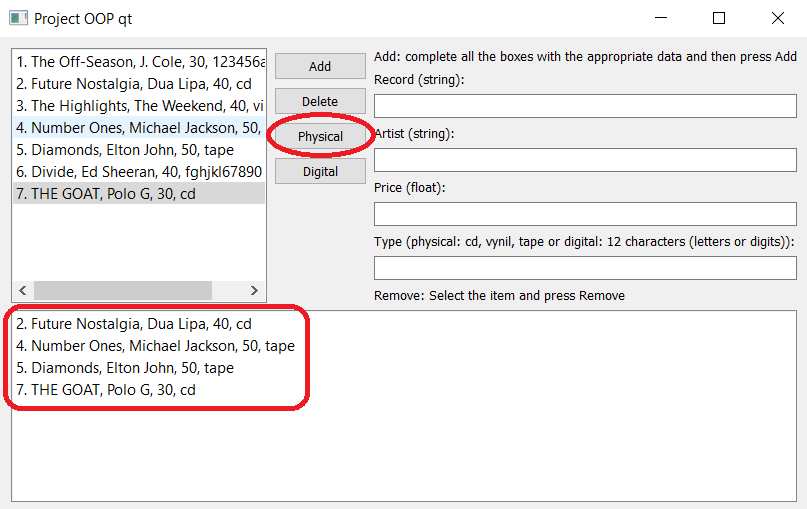 Project OOP qt
1. The Off-Season, J. Cole, 30, 123456a
2. Future Nostalgia, Dua Lipa, 40, cd
3. The Highlights, The Weekend, 40, vi
4. Number Ones, Michael Jackson, 50,
5. Diamonds, Elton John, 50, tape
6. Divide, Ed Sheeran, 40, fghjkl67890
7. THE GOAT, Polo G, 30, cd
Add
Delete
Physical
Digital
Add: complete all the boxes with the appropriate data and then press Add
Record (string):
Artist (string):
Price (float):
Type (physical: cd, vynil, tape or digital: 12 characters (letters or digits)):
Remove: Select the item and press Remove
2. Future Nostalgia, Dua Lipa, 40, cd
4. Number Ones, Michael Jackson, 50, tape
5. Diamonds, Elton John, 50, tape
7. THE GOAT, Polo G, 30, cd